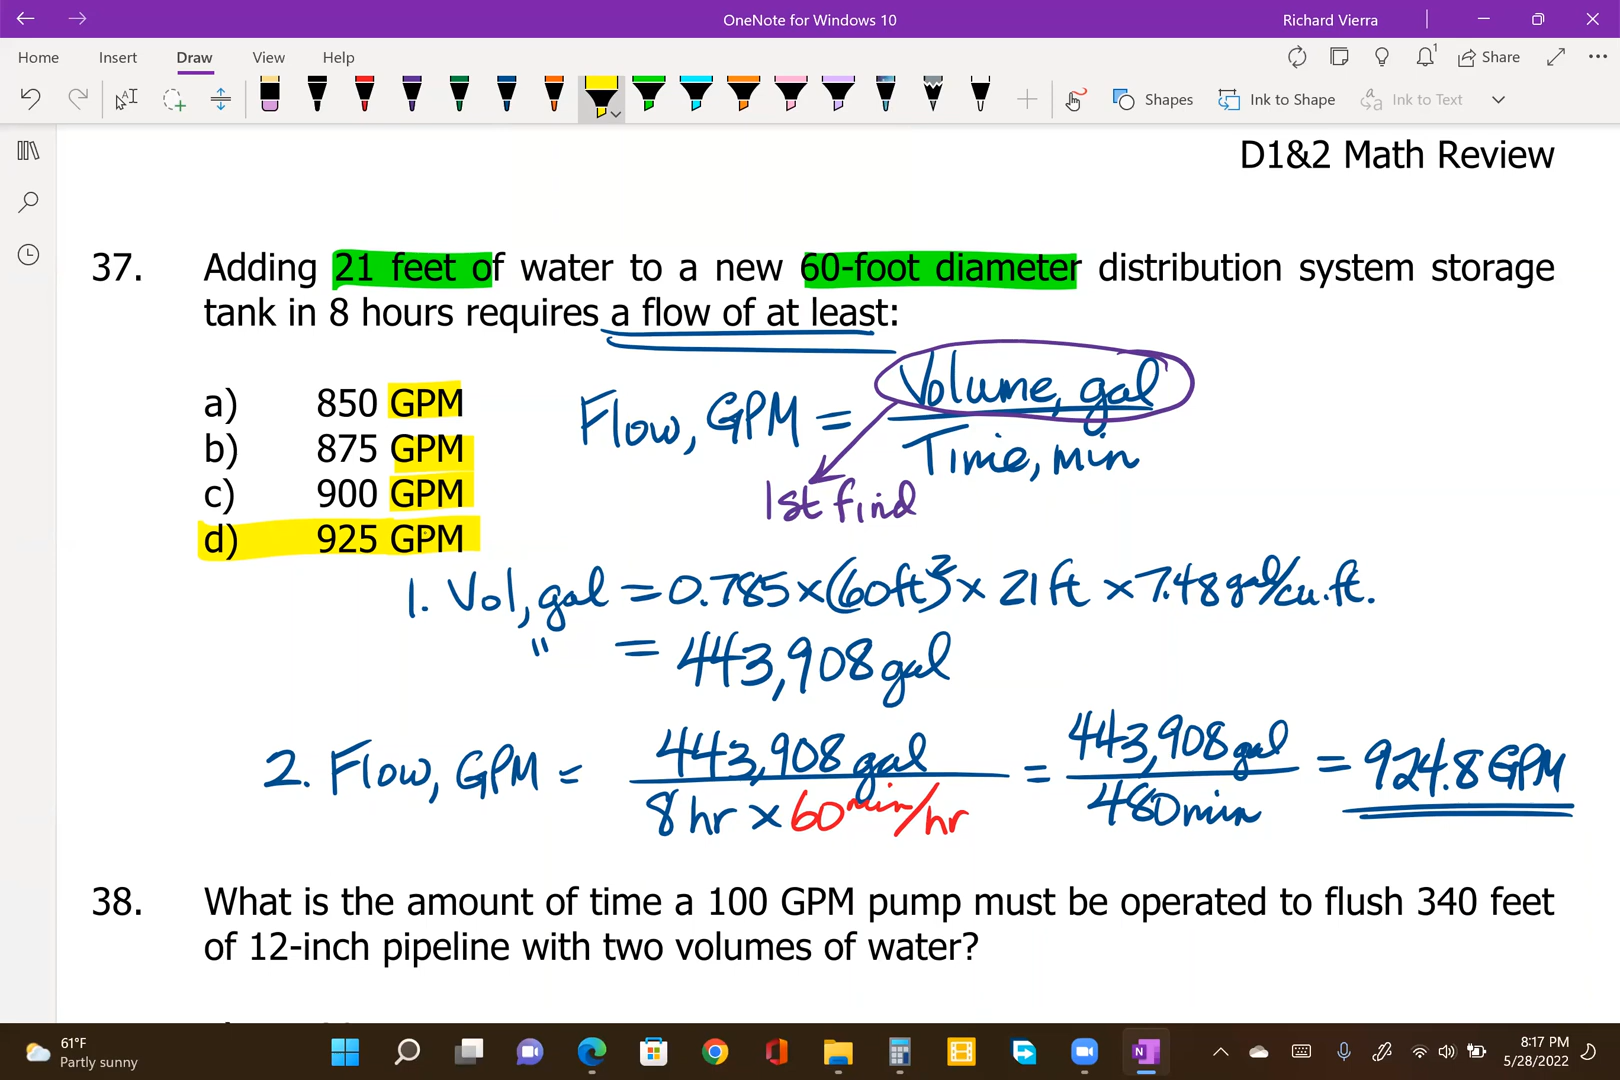 OneNote for Windows 10
Richard Vierra
Home Insert Draw View Help
1 Share
Shapes Ink to Shape Ink to Text
D1&2 Math Review
37. Adding 21 feet of water to a new 60-foot diameter distribution system storage
tank in 8 hours requires a flow of at least:
a) 850 GPM
b) 875 GPM
c) 900 GPM
d) 925 GPM
Flow, GPM = Volume, gal
Time, min
1st find
1. Vol, gal = 0.785 × (60ft)² × 21 ft × 7.48 gal/cu.ft.
" = 443,908 gal
2. Flow, GPM = 443,908 gal = 443,908 gal = 924.8 GPM
8 hr × 60 min/hr 480 min
38. What is the amount of time a 100 GPM pump must be operated to flush 340 feet
of 12-inch pipeline with two volumes of water?
61°F
Partly sunny
8:17 PM
5/28/2022